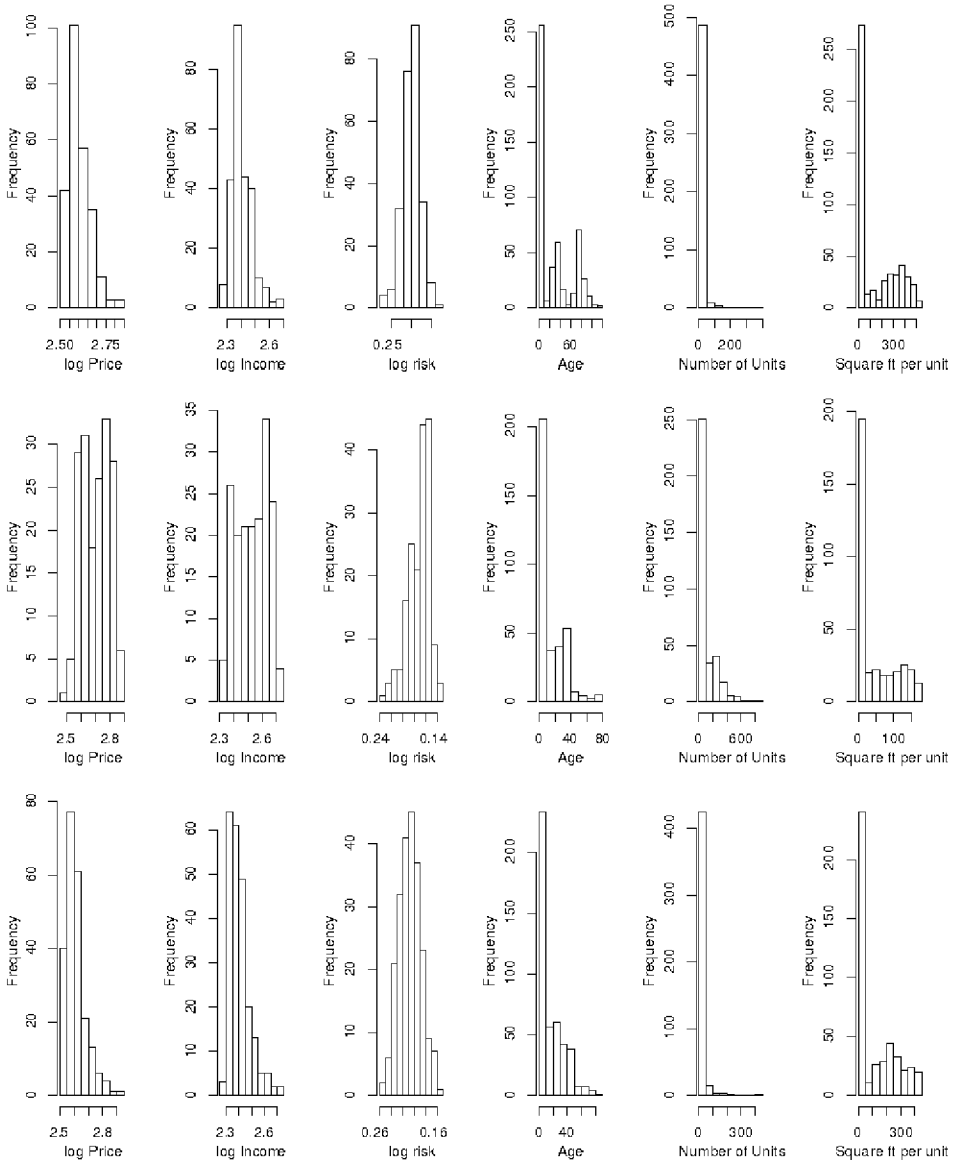 Frequency
0 20 40 60 80 100
2.50 2.75
log Price
Frequency
0 20 40 60 80
2.3 2.6
log Income
Frequency
0 20 40 60 80
0.25
log risk
Frequency
0 50 100 150 200 250
0 60
Age
Frequency
0 100 200 300 400 500
0 200
Number of Units
Frequency
0 50 100 150 200 250
0 300
Square ft per unit
Frequency
0 5 10 15 20 25 30
2.5 2.8
log Price
Frequency
0 5 10 15 20 25 30 35
2.3 2.6
log Income
Frequency
0 10 20 30 40
0.24 0.14
log risk
Frequency
0 50 100 150 200
0 40 80
Age
Frequency
0 50 100 150 200 250
0 600
Number of Units
Frequency
0 50 100 150 200
0 100
Square ft per unit
Frequency
0 20 40 60 80
2.5 2.8
log Price
Frequency
0 10 20 30 40 50 60
2.3 2.6
log Income
Frequency
0 10 20 30 40
0.26 0.16
log risk
Frequency
0 50 100 150 200
0 40
Age
Frequency
0 100 200 300 400
0 300
Number of Units
Frequency
0 50 100 150 200
0 300
Square ft per unit